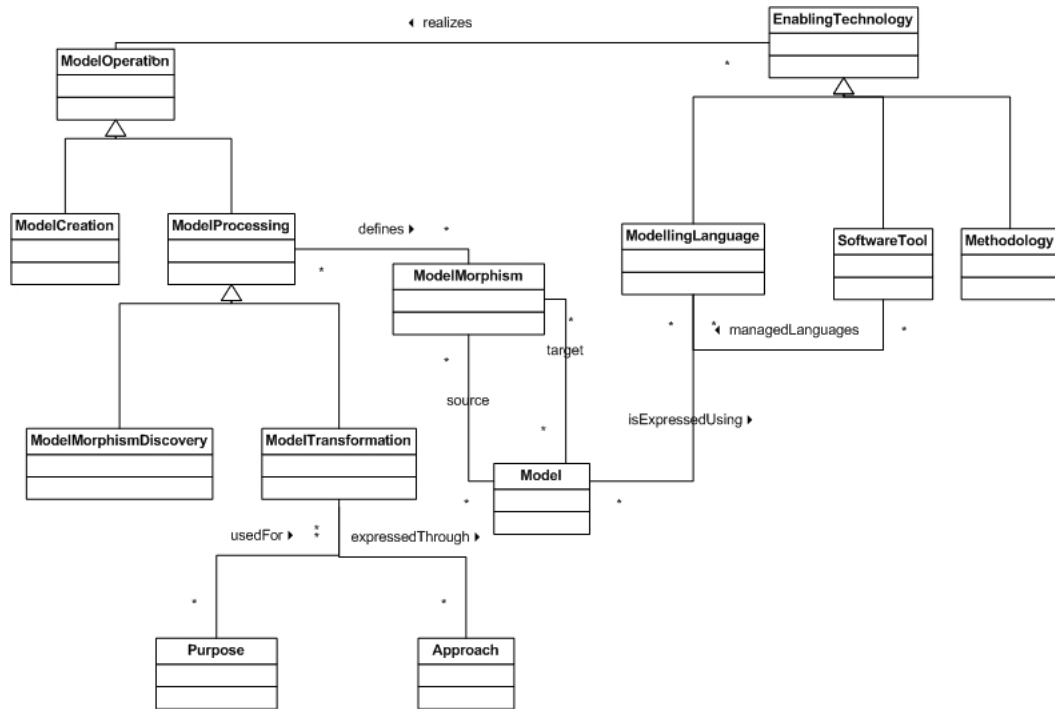 EnablingTechnology
◄ realizes
ModelOperation
*
*
ModelCreation
ModelProcessing
defines ►
*
ModellingLanguage
SoftwareTool
Methodology
*
ModelMorphism
*
*
*
◄ managedLanguages
*
target
*
source
isExpressedUsing ►
ModelMorphismDiscovery
ModelTransformation
*
Model
*
*
usedFor ►
*
*
expressedThrough ►
*
*
Purpose
Approach